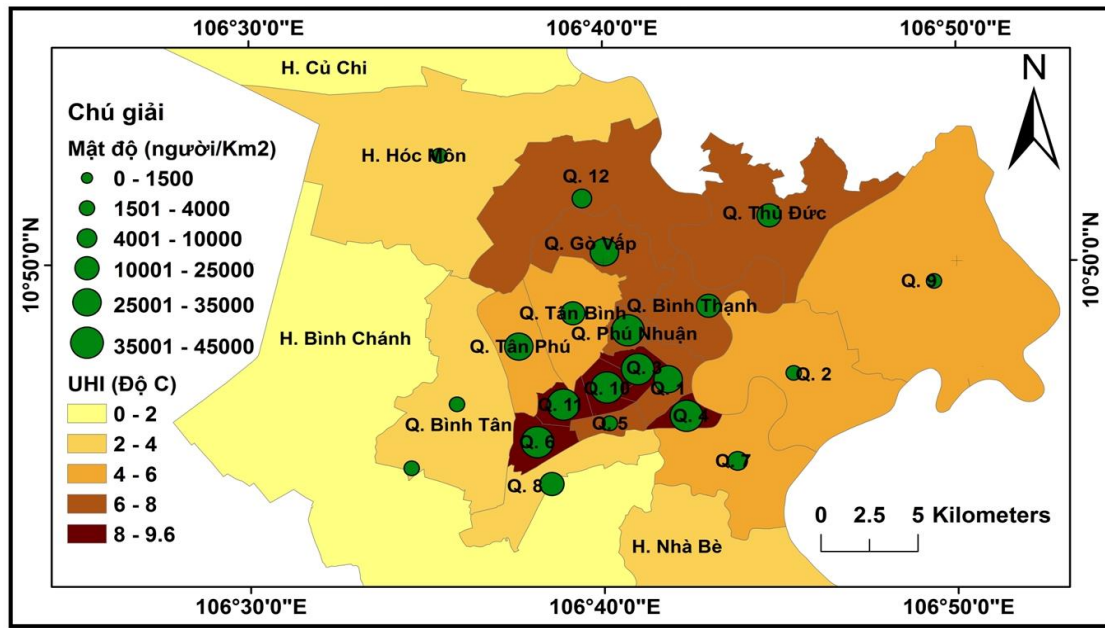 106°30'0"E 106°40'0"E 106°50'0"E
N
H. Củ Chi
Chú giải
Mật độ (người/Km2)
0 - 1500
1501 - 4000
4001 - 10000
10001 - 25000
25001 - 35000
35001 - 45000
UHI (Độ C)
0 - 2
2 - 4
4 - 6
6 - 8
8 - 9.6
H. Hóc Môn
Q. 12
Q. Thủ Đức
Q. Gò Vấp
10°50'0"N
10°50'0"N
Q. 9
Q. Tân Bình
Q. Bình Thạnh
Q. Phú Nhuận
H. Bình Chánh
Q. Tân Phú
Q. 3
Q. 2
Q. 10
Q. 1
Q. 11
Q. 4
Q. 5
Q. Bình Tân
Q. 6
Q. 7
Q. 8
0 2.5 5 Kilometers
H. Nhà Bè
106°30'0"E 106°40'0"E 106°50'0"E